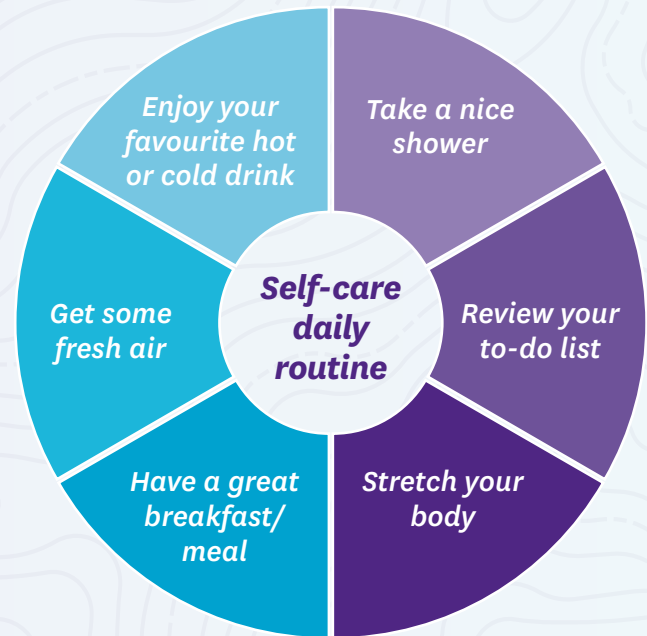 Self-care
daily
routine
Take a nice
shower
Review your
to-do list
Stretch your
body
Have a great
breakfast/
meal
Get some
fresh air
Enjoy your
favourite hot
or cold drink